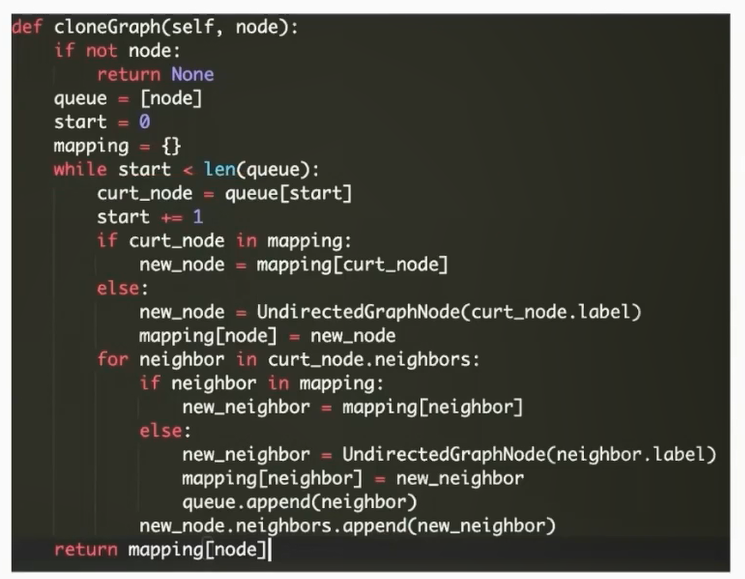 def cloneGraph(self, node):
    if not node:
        return None
    queue = [node]
    start = 0
    mapping = {}
    while start < len(queue):
        curt_node = queue[start]
        start += 1
        if curt_node in mapping:
            new_node = mapping[curt_node]
        else:
            new_node = UndirectedGraphNode(curt_node.label)
            mapping[node] = new_node
        for neighbor in curt_node.neighbors:
            if neighbor in mapping:
                new_neighbor = mapping[neighbor]
            else:
                new_neighbor = UndirectedGraphNode(neighbor.label)
                mapping[neighbor] = new_neighbor
                queue.append(neighbor)
            new_node.neighbors.append(new_neighbor)
    return mapping[node]